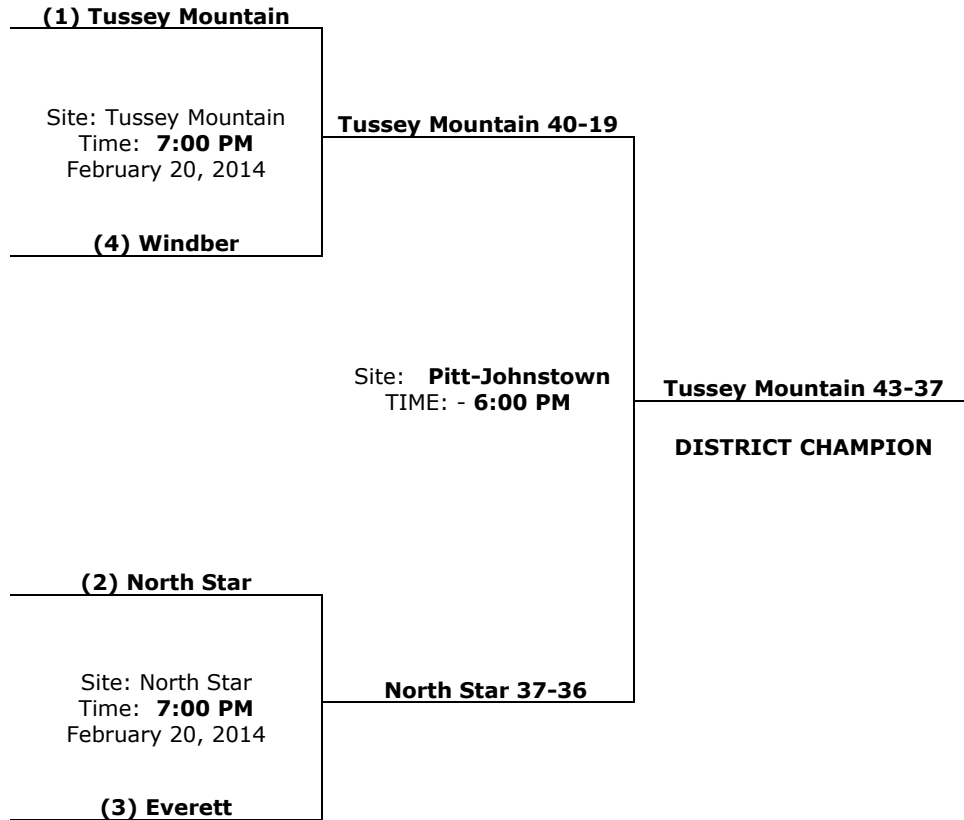 (1) Tussey Mountain
Site: Tussey Mountain
Time: 7:00 PM
February 20, 2014
Tussey Mountain 40-19
(4) Windber
Site: Pitt-Johnstown
TIME: - 6:00 PM
Tussey Mountain 43-37
DISTRICT CHAMPION
(2) North Star
Site: North Star
Time: 7:00 PM
February 20, 2014
North Star 37-36
(3) Everett